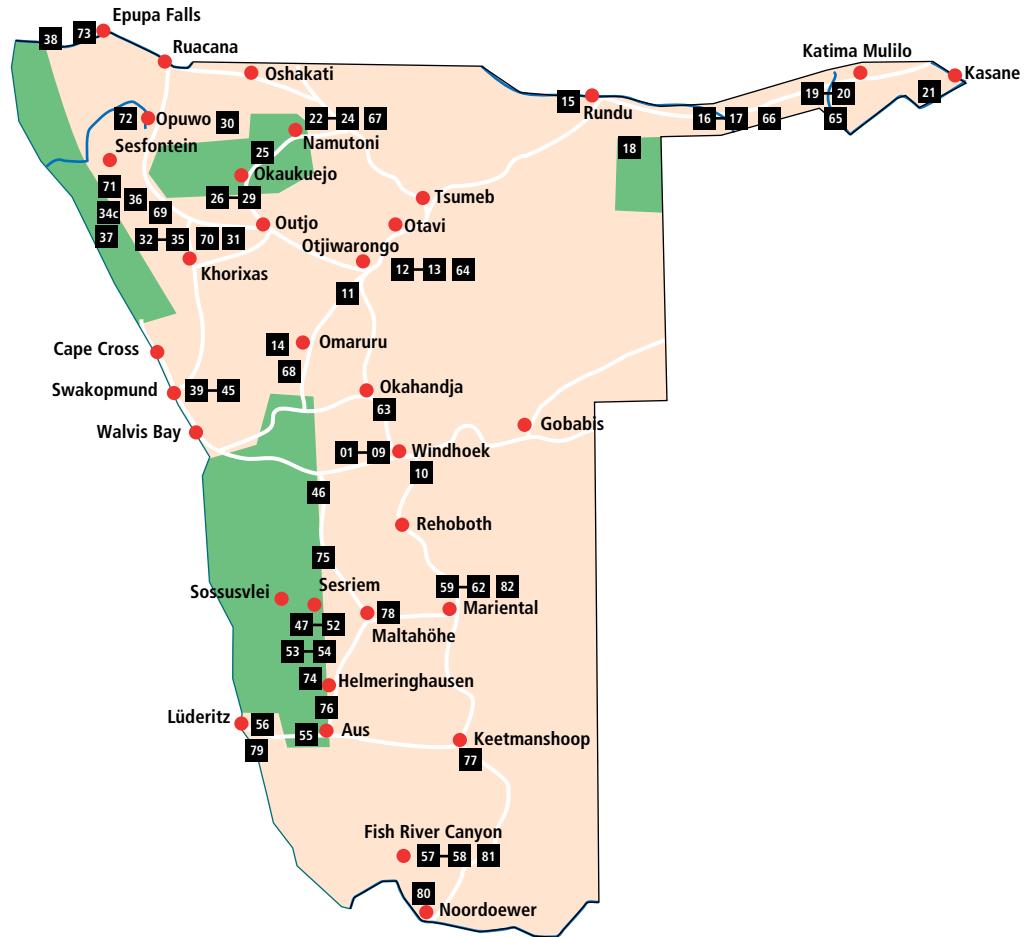 Epupa Falls
38 73
Ruacana
Oshakati
Katima Mulilo
Kasane
19 20
21
15
Rundu
16 17 66
65
72 Opuwo
30
22 24 67
Namutoni
Sesfontein
25
18
Okaukuejo
71
36
26 29
Tsumeb
34c
69
37
Outjo
Otavi
32 35 70 31
Otjiwarongo
Khorixas
12 13 64
11
14
Omaruru
Cape Cross
68
Swakopmund
39 45
Okahandja
63
Walvis Bay
Gobabis
01 09
Windhoek
10
46
Rehoboth
75
Sossusvlei
Sesriem
59 62 82
Mariental
78
Maltahöhe
47 52
53 54
74
Helmeringhausen
76
Lüderitz
56
55
Aus
79
Keetmanshoop
77
Fish River Canyon
57 58 81
80
Noordoewer